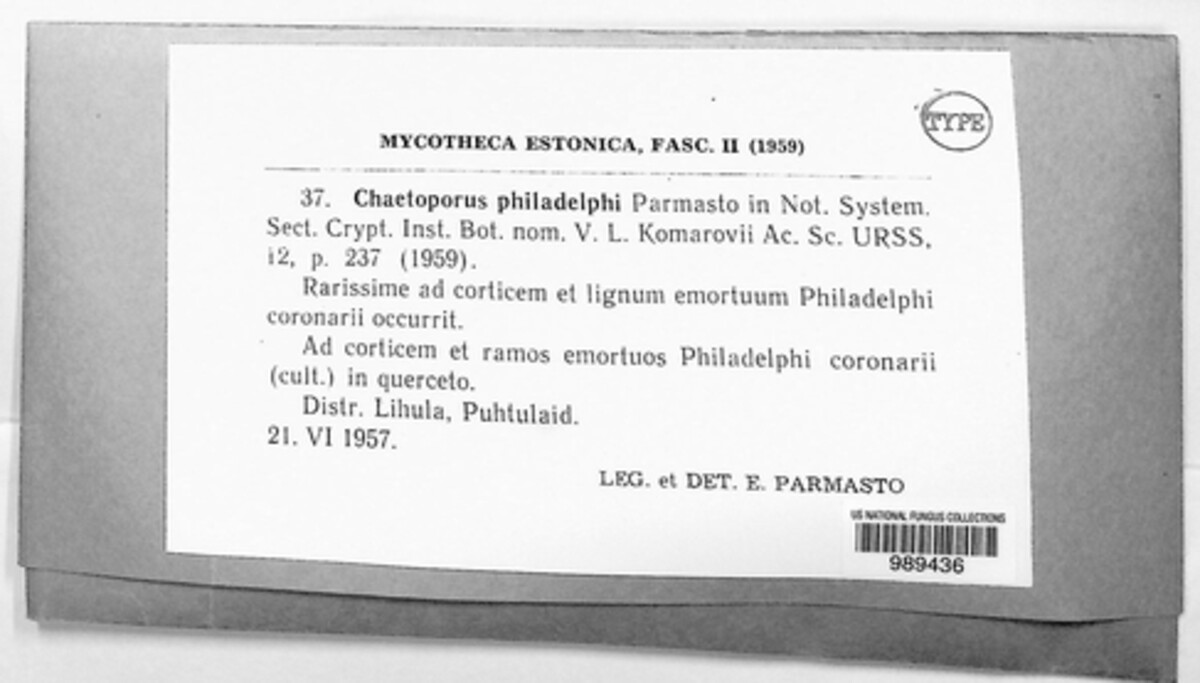 TYPE
MYCOTHECA ESTONICA, FASC. II (1959)
37. Chaetoporus philadelphi Parmasto in Not. System.
Sect. Crypt. Inst. Bot. nom. V. L. Komarovii Ac. Sc. URSS,
12, p. 237 (1959).
Rarissime ad corticem et lignum emortuum Philadelphi
coronarii occurrit.
Ad corticem et ramos emortuos Philadelphi coronarii
(cult.) in querceto.
Distr. Lihula, Puhtulaid.
21. VI 1957.
LEG. et DET. E. PARMASTO
US NATIONAL FUNGUS COLLECTIONS
989436